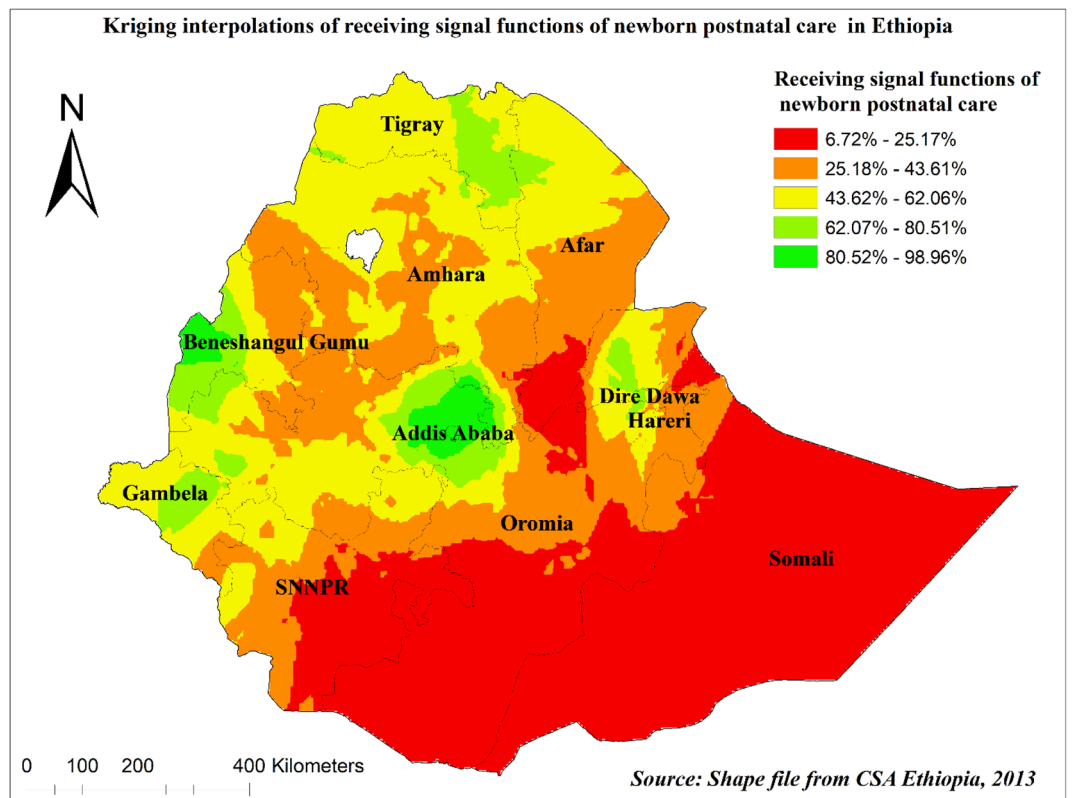 Kriging interpolations of receiving signal functions of newborn postnatal care in Ethiopia
N
Receiving signal functions of
newborn postnatal care
6.72% - 25.17%
25.18% - 43.61%
43.62% - 62.06%
62.07% - 80.51%
80.52% - 98.96%
Tigray
Afar
Amhara
Beneshangul Gumu
Dire Dawa
Hareri
Addis Ababa
Gambela
Oromia
Somali
SNNPR
0 100 200 400 Kilometers
Source: Shape file from CSA Ethiopia, 2013